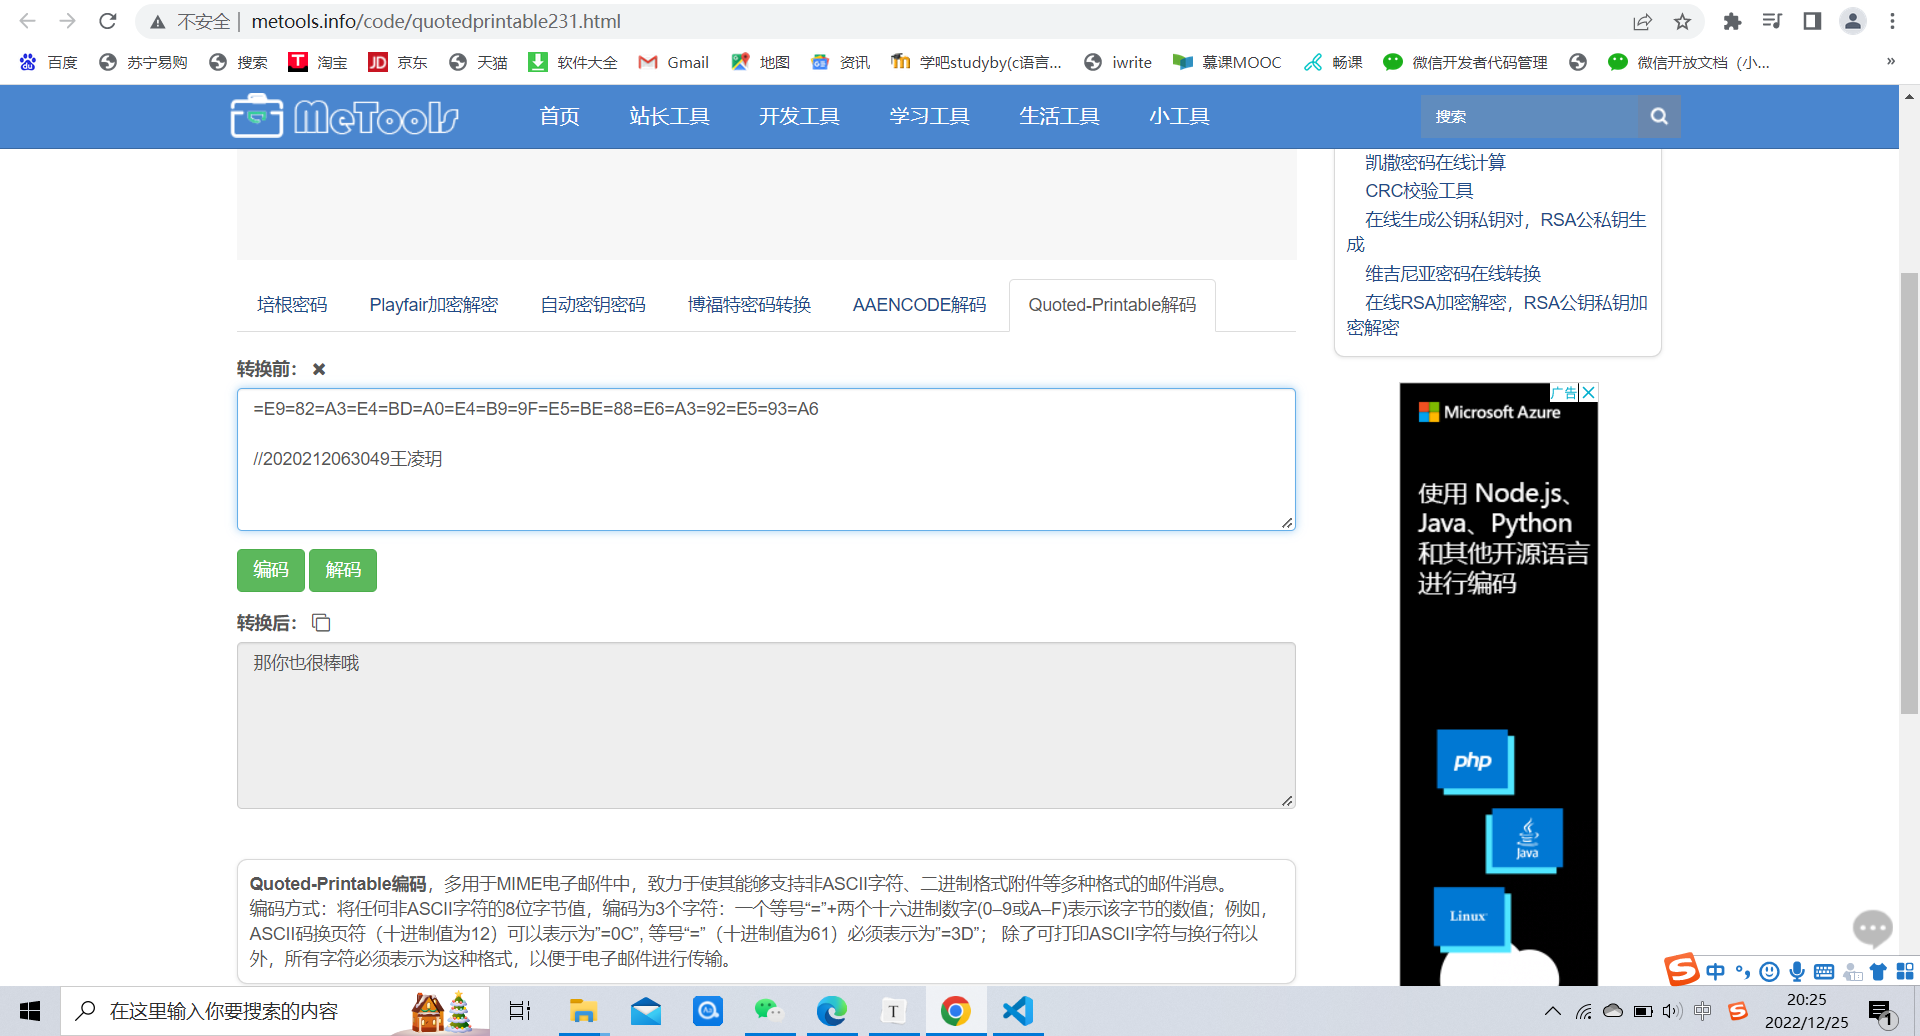 不安全 | metools.info/code/quotedprintable231.html
百度 苏宁易购 搜索 淘宝 京东 天猫 软件大全 Gmail 地图 资讯 学吧studyby(c语言... iwrite 慕课MOOC 畅课 微信开发者代码管理 微信开放文档（小... »
MeTools 首页 站长工具 开发工具 学习工具 生活工具 小工具 搜索
凯撒密码在线计算
CRC校验工具
在线生成公钥私钥对，RSA公私钥生
成
维吉尼亚密码在线转换
在线RSA加密解密，RSA公钥私钥加
密解密
培根密码 Playfair加密解密 自动密钥密码 博福特密码转换 AAENCODE解码 Quoted-Printable解码
转换前：
=E9=82=A3=E4=BD=A0=E4=B9=9F=E5=BE=88=E6=A3=92=E5=93=A6
//2020212063049王凌玥
编码 解码
转换后：
那你也很棒哦
Quoted-Printable编码，多用于MIME电子邮件中，致力于使其能够支持非ASCII字符、二进制格式附件等多种格式的邮件消息。
编码方式：将任何非ASCII字符的8位字节值，编码为3个字符：一个等号“=”+两个十六进制数字(0–9或A–F)表示该字节的数值；例如，
ASCII码换页符（十进制值为12）可以表示为”=0C”, 等号“=”（十进制值为61）必须表示为”=3D”； 除了可打印ASCII字符与换行符以
外，所有字符必须表示为这种格式，以便于电子邮件进行传输。
广告
Microsoft Azure
使用 Node.js、
Java、Python
和其他开源语言
进行编码
php
Java
Linux
中
在这里输入你要搜索的内容
T
中
20:25
2022/12/25
1